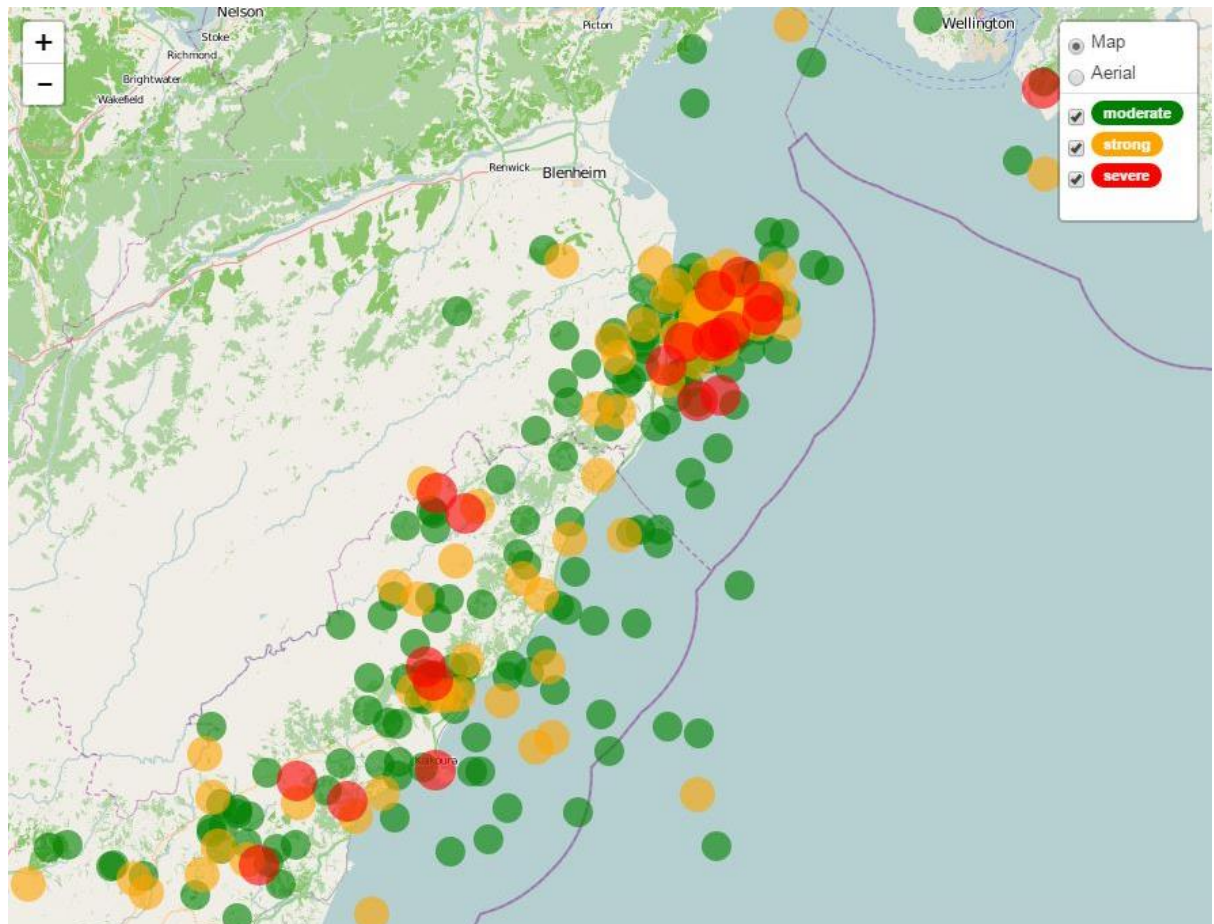 Nelson
Stoke
Richmond
Brightwater
Wakefield
Picton
Wellington
Renwick
Blenheim
Kaikoura
+
−
Map
Aerial
moderate
strong
severe